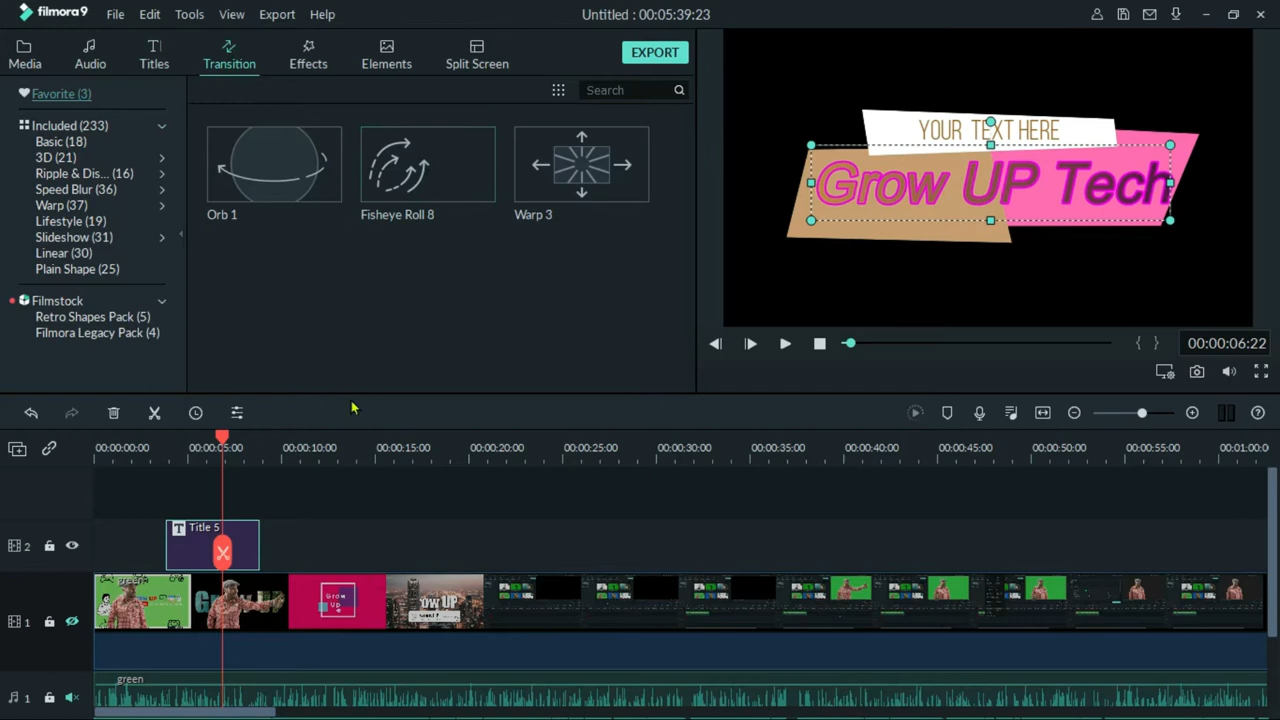 filmora9 File Edit Tools View Export Help Untitled : 00:05:39:23
Media Audio Titles Transition Effects Elements Split Screen EXPORT
Favorite (3)
Search
Included (233)
Basic (18)
3D (21)
Ripple & Dis... (16)
Speed Blur (36)
Warp (37)
Lifestyle (19)
Slideshow (31)
Linear (30)
Plain Shape (25)
Filmstock
Retro Shapes Pack (5)
Filmora Legacy Pack (4)
Orb 1 Fisheye Roll 8 Warp 3
YOUR TEXT HERE
Grow UP Tech
00:00:06:22
00:00:00:00 00:00:05:00 00:00:10:00 00:00:15:00 00:00:20:00 00:00:25:00 00:00:30:00 00:00:35:00 00:00:40:00 00:00:45:00 00:00:50:00 00:00:55:00 00:01:00:0
T Title 5
2
green
Grow
Up
ow UP
1
green
1